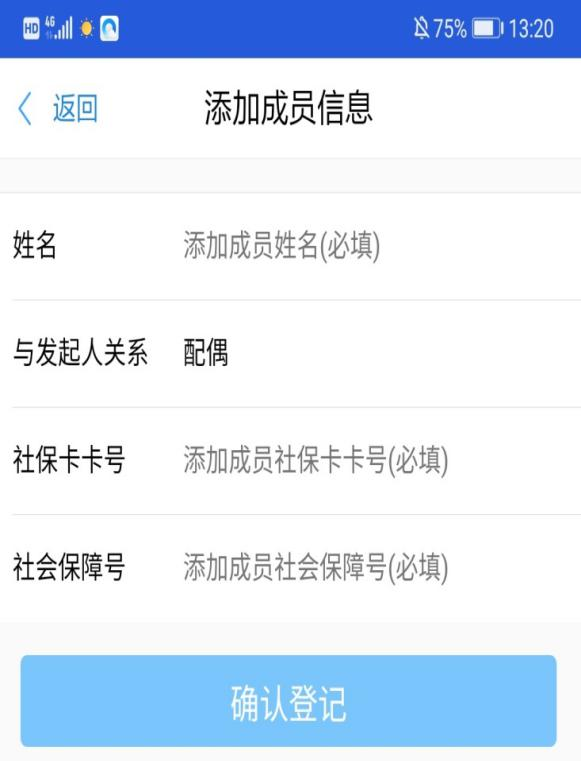 HD 4G 75% 13:20
返回 添加成员信息
姓名 添加成员姓名(必填)
与发起人关系 配偶
社保卡卡号 添加成员社保卡卡号(必填)
社会保障号 添加成员社会保障号(必填)
确认登记